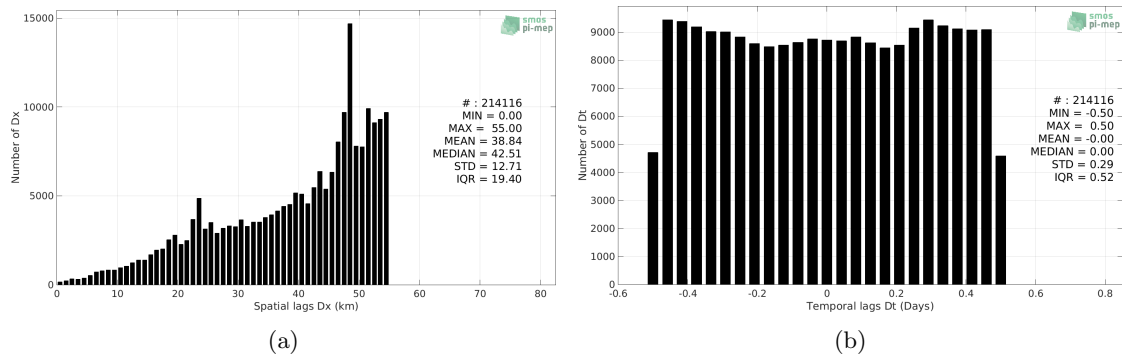 15000
10000
5000
0
Number of Dx
0
10
20
30
40
50
60
70
80
Spatial lags Dx (km)
smos
pi-mep
# : 214116
MIN = 0.00
MAX = 55.00
MEAN = 38.84
MEDIAN = 42.51
STD = 12.71
IQR = 19.40
(a)
9000
8000
7000
6000
5000
4000
3000
2000
1000
0
Number of Dt
-0.6
-0.4
-0.2
0
0.2
0.4
0.6
0.8
Temporal lags Dt (Days)
smos
pi-mep
# : 214116
MIN = -0.50
MAX = 0.50
MEAN = -0.00
MEDIAN = 0.00
STD = 0.29
IQR = 0.52
(b)